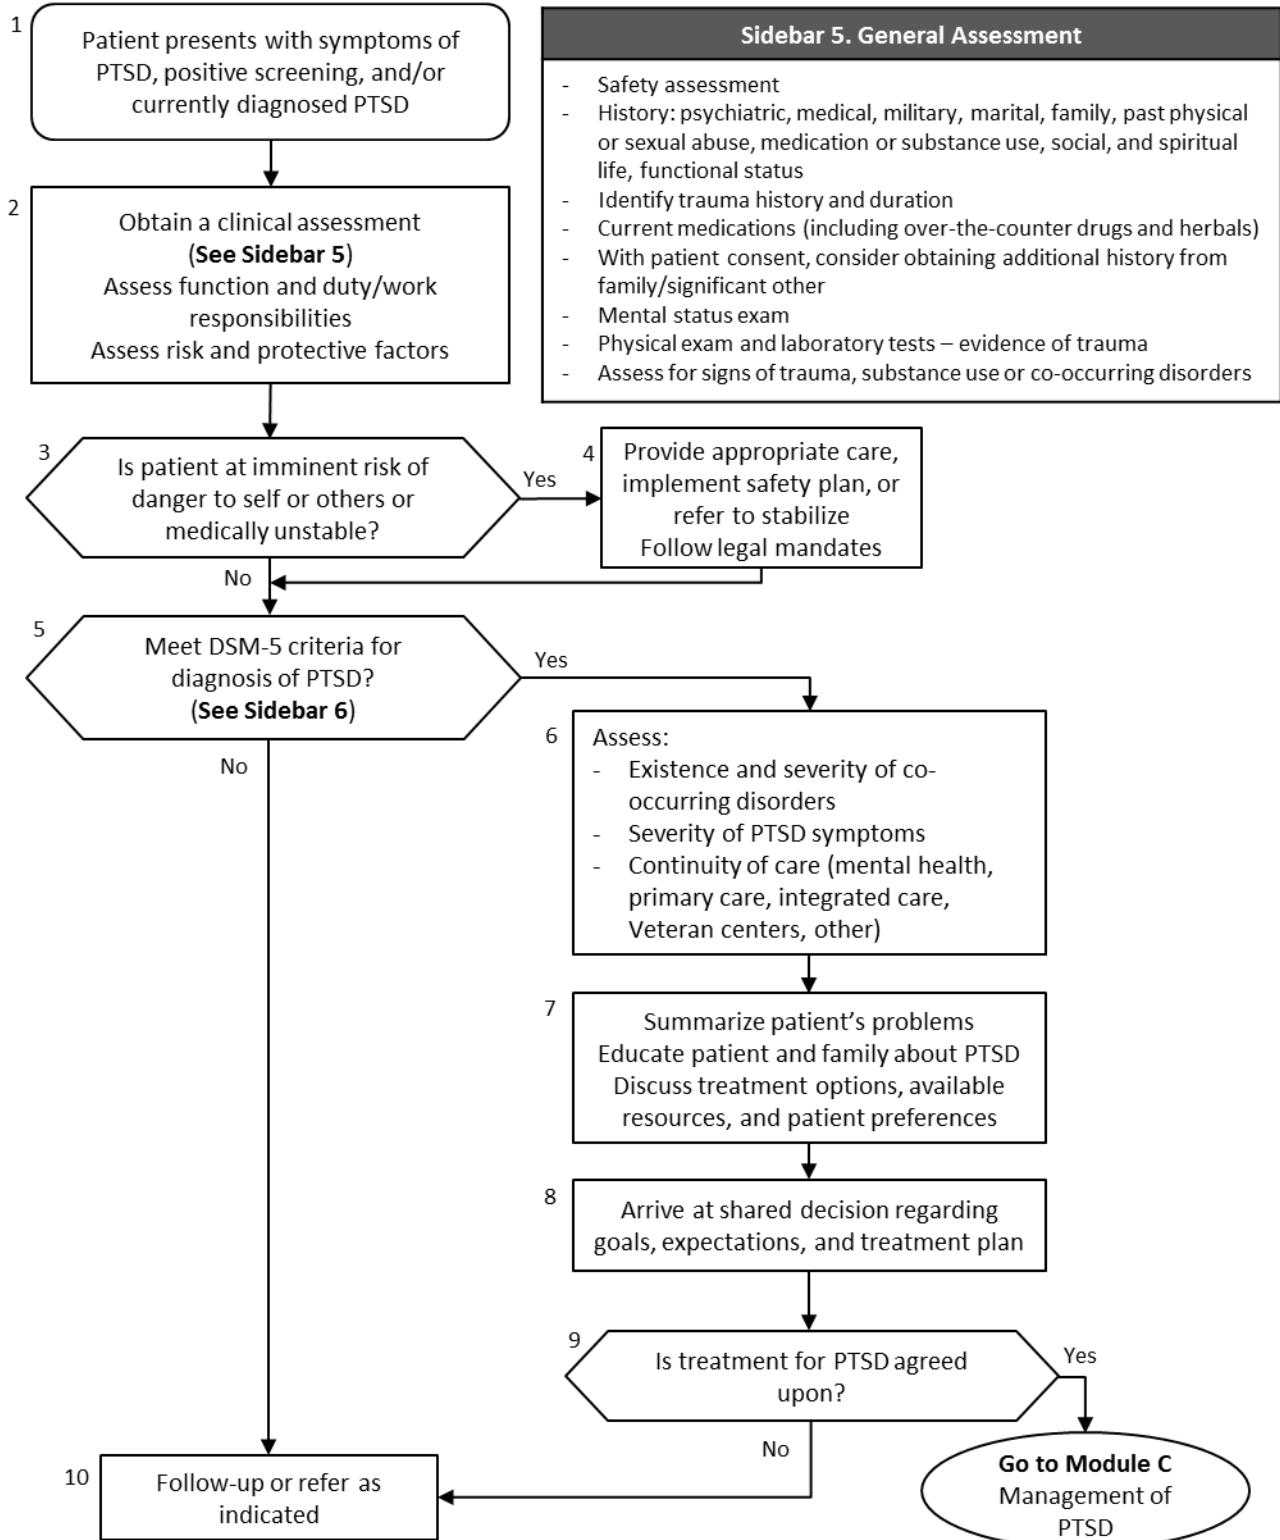 1
Patient presents with symptoms of
PTSD, positive screening, and/or
currently diagnosed PTSD
Sidebar 5. General Assessment
- Safety assessment
- History: psychiatric, medical, military, marital, family, past physical
or sexual abuse, medication or substance use, social, and spiritual
life, functional status
- Identify trauma history and duration
- Current medications (including over-the-counter drugs and herbals)
- With patient consent, consider obtaining additional history from
family/significant other
- Mental status exam
- Physical exam and laboratory tests – evidence of trauma
- Assess for signs of trauma, substance use or co-occurring disorders
2
Obtain a clinical assessment
(See Sidebar 5)
Assess function and duty/work
responsibilities
Assess risk and protective factors
3
Is patient at imminent risk of
danger to self or others or
medically unstable?
Yes
No
4
Provide appropriate care,
implement safety plan, or
refer to stabilize
Follow legal mandates
5
Meet DSM-5 criteria for
diagnosis of PTSD?
(See Sidebar 6)
Yes
No
6
Assess:
- Existence and severity of co-
occurring disorders
- Severity of PTSD symptoms
- Continuity of care (mental health,
primary care, integrated care,
Veteran centers, other)
7
Summarize patient’s problems
Educate patient and family about PTSD
Discuss treatment options, available
resources, and patient preferences
8
Arrive at shared decision regarding
goals, expectations, and treatment plan
9
Is treatment for PTSD agreed
upon?
Yes
No
10
Follow-up or refer as
indicated
Go to Module C
Management of
PTSD